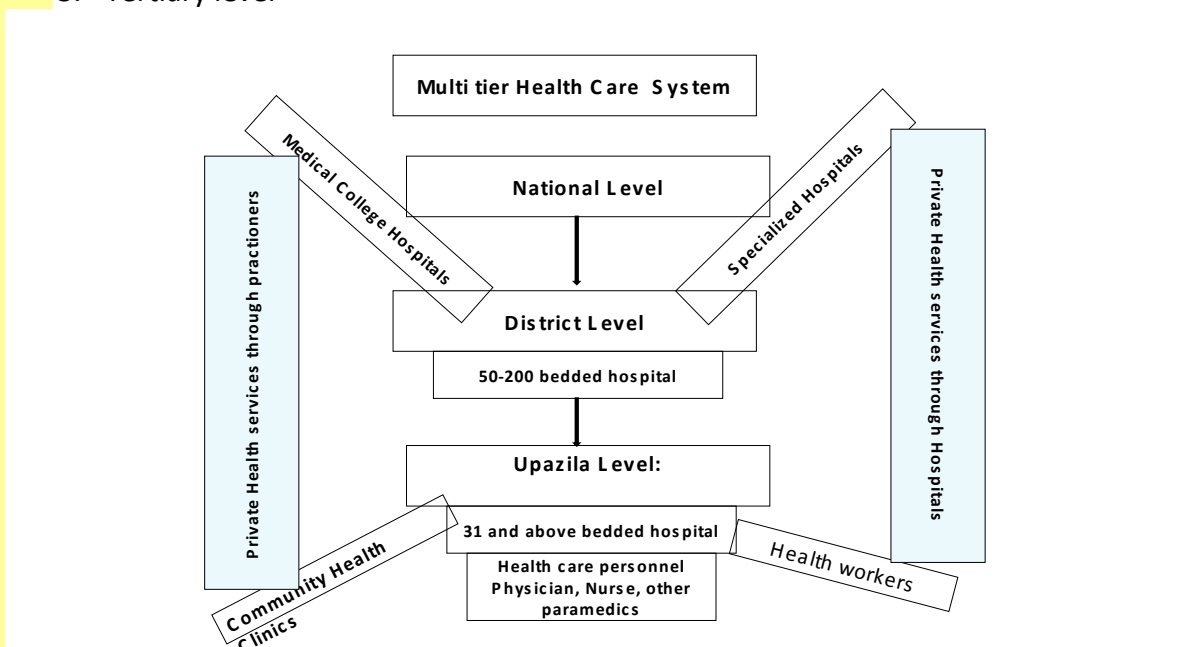 Tertiary level
Multi tier Health Care System
Medical College Hospitals
Specialized Hospitals
National Level
Private Health services through practioners
Private Health services through Hospitals
District Level
50-200 bedded hospital
Upazila Level:
31 and above bedded hospital
Health care personnel
Physician, Nurse, other
paramedics
Community Health
Clinics
Health workers